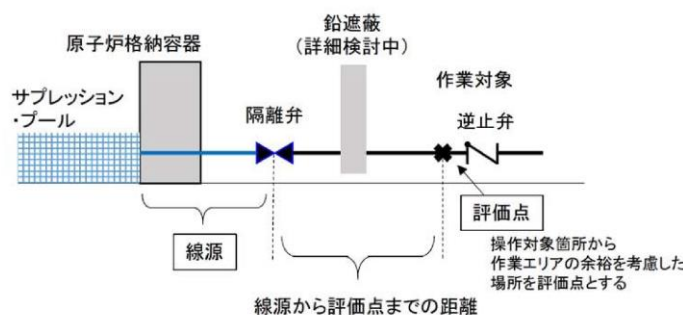 鉛遮蔽
(詳細検討中)
原子炉格納容器
作業対象
サプレッション
・プール
隔離弁
逆止弁
線源
評価点
操作対象箇所から
作業エリアの余裕を考慮した
場所を評価点とする
線源から評価点までの距離